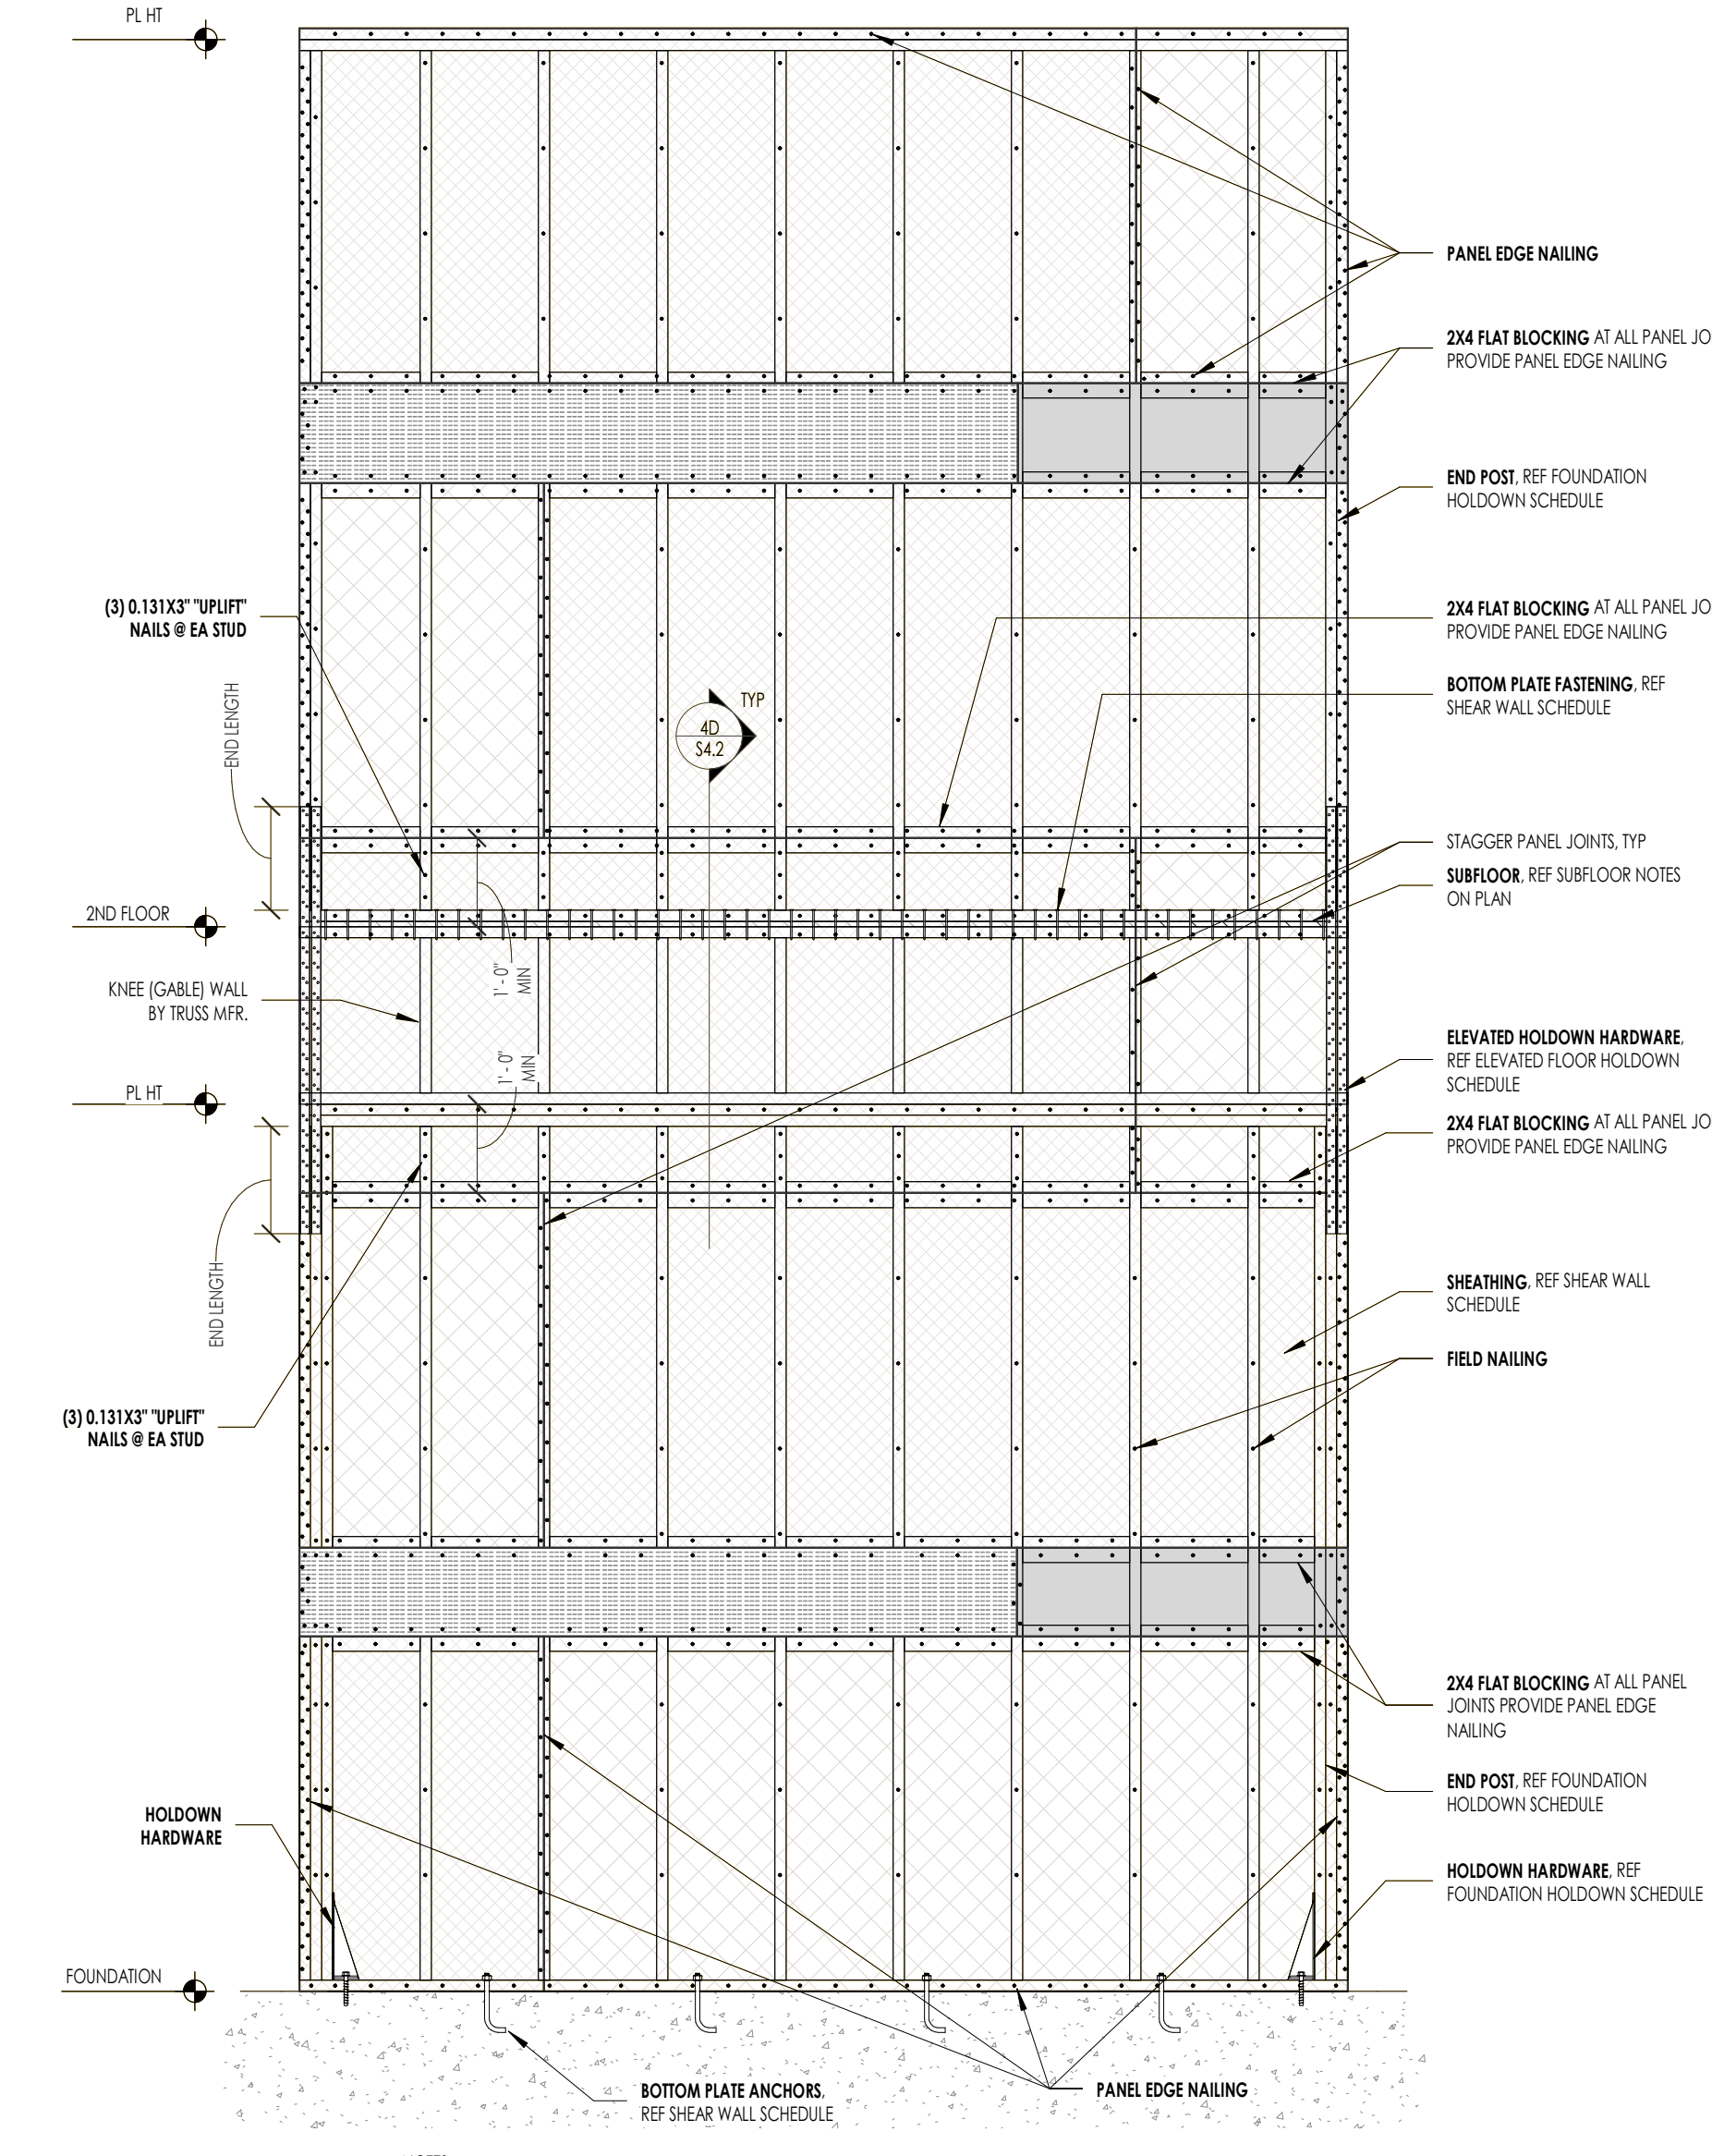 PL HT
PANEL EDGE NAILING
2X4 FLAT BLOCKING AT ALL PANEL JO
PROVIDE PANEL EDGE NAILING
END POST, REF FOUNDATION
HOLDOWN SCHEDULE
(3) 0.131X3" "UPLIFT"
NAILS @ EA STUD
2X4 FLAT BLOCKING AT ALL PANEL JO
PROVIDE PANEL EDGE NAILING
END LENGTH
TYP
4D
S4.2
BOTTOM PLATE FASTENING, REF
SHEAR WALL SCHEDULE
STAGGER PANEL JOINTS, TYP
SUBFLOOR, REF SUBFLOOR NOTES
ON PLAN
2ND FLOOR
1' - 0"
MIN
KNEE (GABLE) WALL
BY TRUSS MFR.
1' - 0"
MIN
ELEVATED HOLDOWN HARDWARE,
REF ELEVATED FLOOR HOLDOWN
SCHEDULE
PL HT
2X4 FLAT BLOCKING AT ALL PANEL JO
PROVIDE PANEL EDGE NAILING
END LENGTH
SHEATHING, REF SHEAR WALL
SCHEDULE
FIELD NAILING
(3) 0.131X3" "UPLIFT"
NAILS @ EA STUD
2X4 FLAT BLOCKING AT ALL PANEL
JOINTS PROVIDE PANEL EDGE
NAILING
END POST, REF FOUNDATION
HOLDOWN SCHEDULE
HOLDOWN
HARDWARE
HOLDOWN HARDWARE, REF
FOUNDATION HOLDOWN SCHEDULE
FOUNDATION
BOTTOM PLATE ANCHORS,
REF SHEAR WALL SCHEDULE
PANEL EDGE NAILING